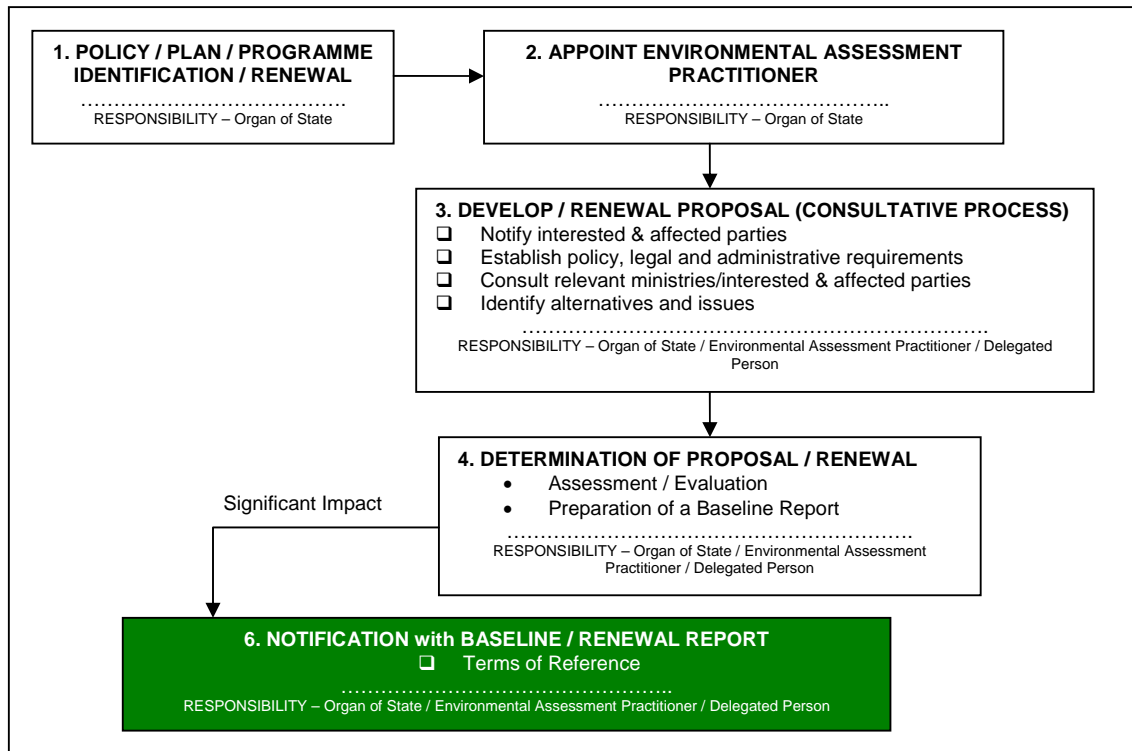 1. POLICY / PLAN / PROGRAMME
IDENTIFICATION / RENEWAL
………………………………….
RESPONSIBILITY – Organ of State
2. APPOINT ENVIRONMENTAL ASSESSMENT
PRACTITIONER
……………………………………..
RESPONSIBILITY – Organ of State
3. DEVELOP / RENEWAL PROPOSAL (CONSULTATIVE PROCESS)
❑ Notify interested & affected parties
❑ Establish policy, legal and administrative requirements
❑ Consult relevant ministries/interested & affected parties
❑ Identify alternatives and issues
…………………………………………………………….
RESPONSIBILITY – Organ of State / Environmental Assessment Practitioner / Delegated
Person
4. DETERMINATION OF PROPOSAL / RENEWAL
• Assessment / Evaluation
• Preparation of a Baseline Report
…………………………………………………….
RESPONSIBILITY – Organ of State / Environmental Assessment
Practitioner / Delegated Person
Significant Impact
6. NOTIFICATION with BASELINE / RENEWAL REPORT
❑ Terms of Reference
…………………………………………..
RESPONSIBILITY – Organ of State / Environmental Assessment Practitioner / Delegated Person